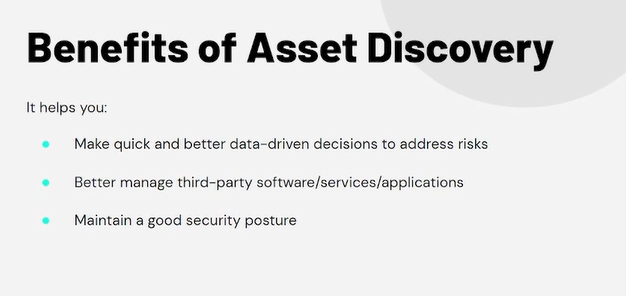 Benefits of Asset Discovery
It helps you:
Make quick and better data-driven decisions to address risks
Better manage third-party software/services/applications
Maintain a good security posture